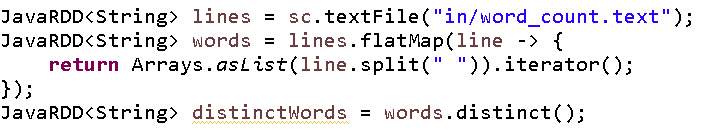 JavaRDD<String> lines = sc.textFile("in/word_count.text");
JavaRDD<String> words = lines.flatMap(line -> {
    return Arrays.asList(line.split(" ")).iterator();
});
JavaRDD<String> distinctWords = words.distinct();